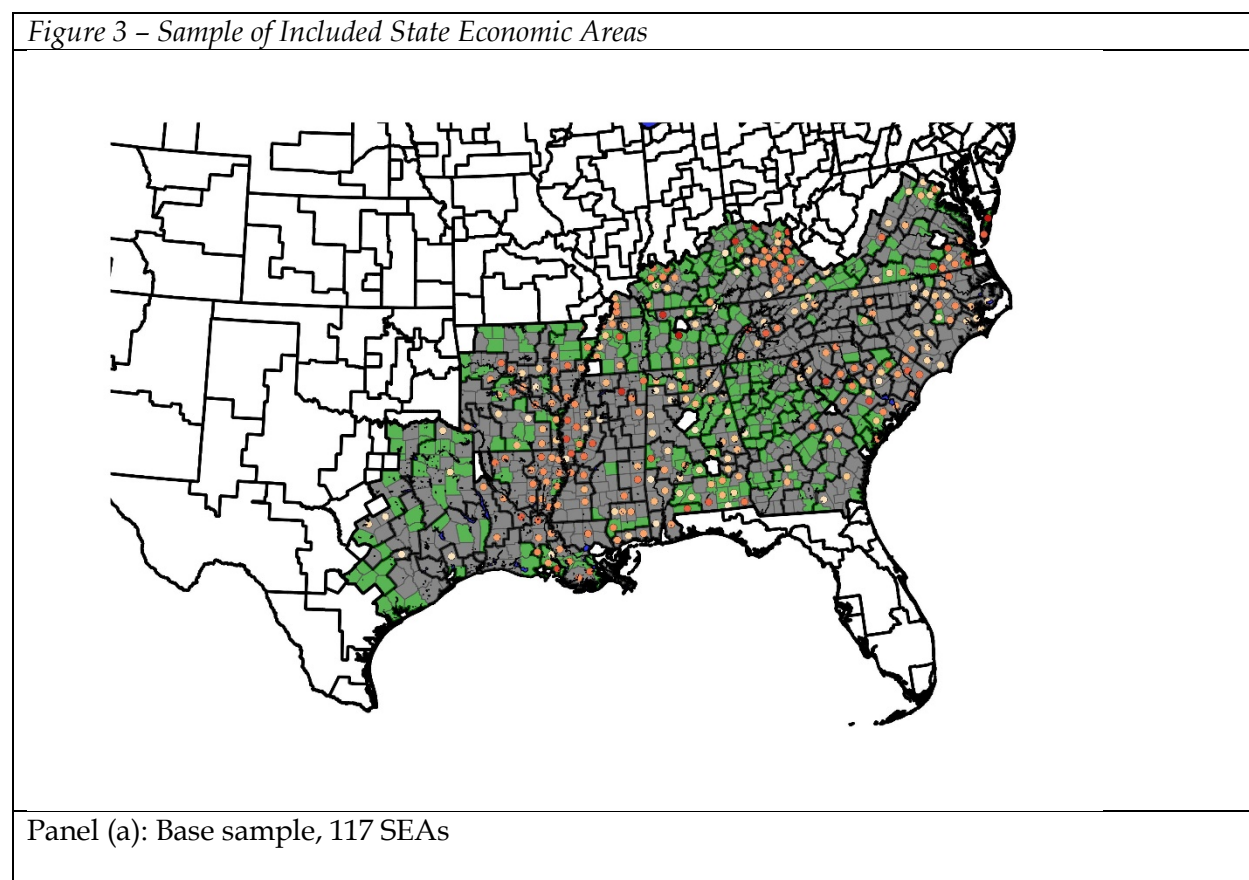 Figure 3 – Sample of Included State Economic Areas
Panel (a): Base sample, 117 SEAs